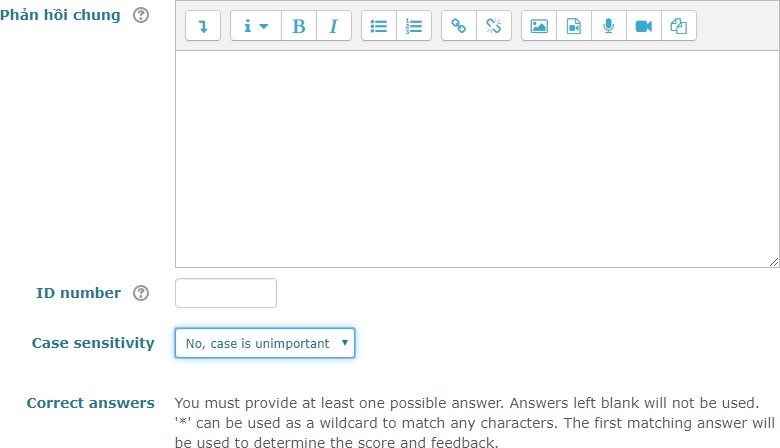 Phản hồi chung
B I
ID number
Case sensitivity No, case is unimportant
Correct answers You must provide at least one possible answer. Answers left blank will not be used.
'*' can be used as a wildcard to match any characters. The first matching answer will
be used to determine the score and feedback.